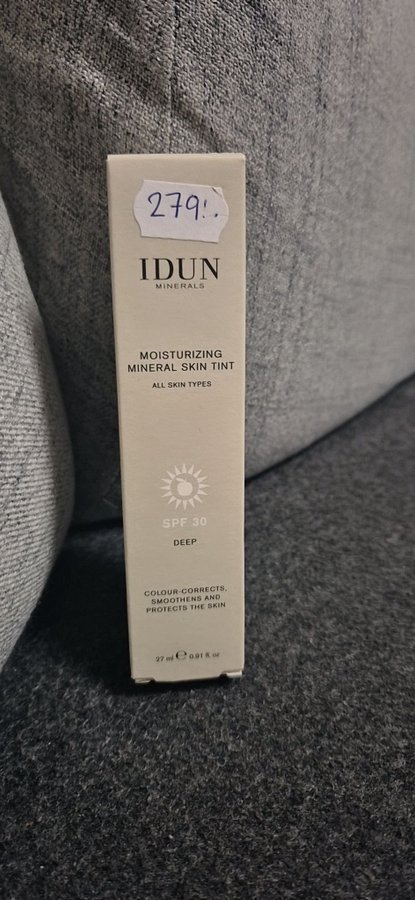 279:.
IDUN
MINERALS
MOISTURIZING
MINERAL SKIN TINT
ALL SKIN TYPES
SPF 30
DEEP
COLOUR-CORRECTS,
SMOOTHENS AND
PROTECTS THE SKIN
27 ml ℮ 0.91 fl. oz